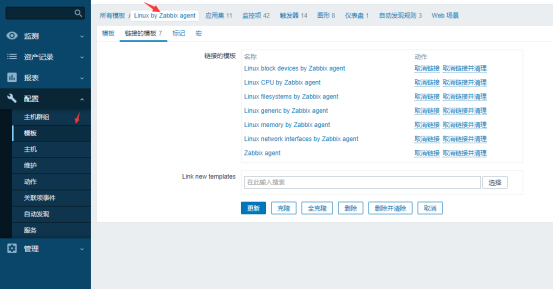 所有模板 / Linux by Zabbix agent 应用集 11 监控项 42 触发器 14 图形 8 仪表盘 1 自动发现规则 3 Web 场景
模板 链接的模板 7 标记 宏
监测
资产记录
报表
配置
主机群组
模板
主机
维护
动作
关联项事件
自动发现
服务
管理
链接的模板 名称 动作
Linux block devices by Zabbix agent 取消链接 取消链接并清理
Linux CPU by Zabbix agent 取消链接 取消链接并清理
Linux filesystems by Zabbix agent 取消链接 取消链接并清理
Linux generic by Zabbix agent 取消链接 取消链接并清理
Linux memory by Zabbix agent 取消链接 取消链接并清理
Linux network interfaces by Zabbix agent 取消链接 取消链接并清理
Zabbix agent 取消链接 取消链接并清理
Link new templates 在此输入搜索 选择
更新 克隆 全克隆 删除 删除并清除 取消